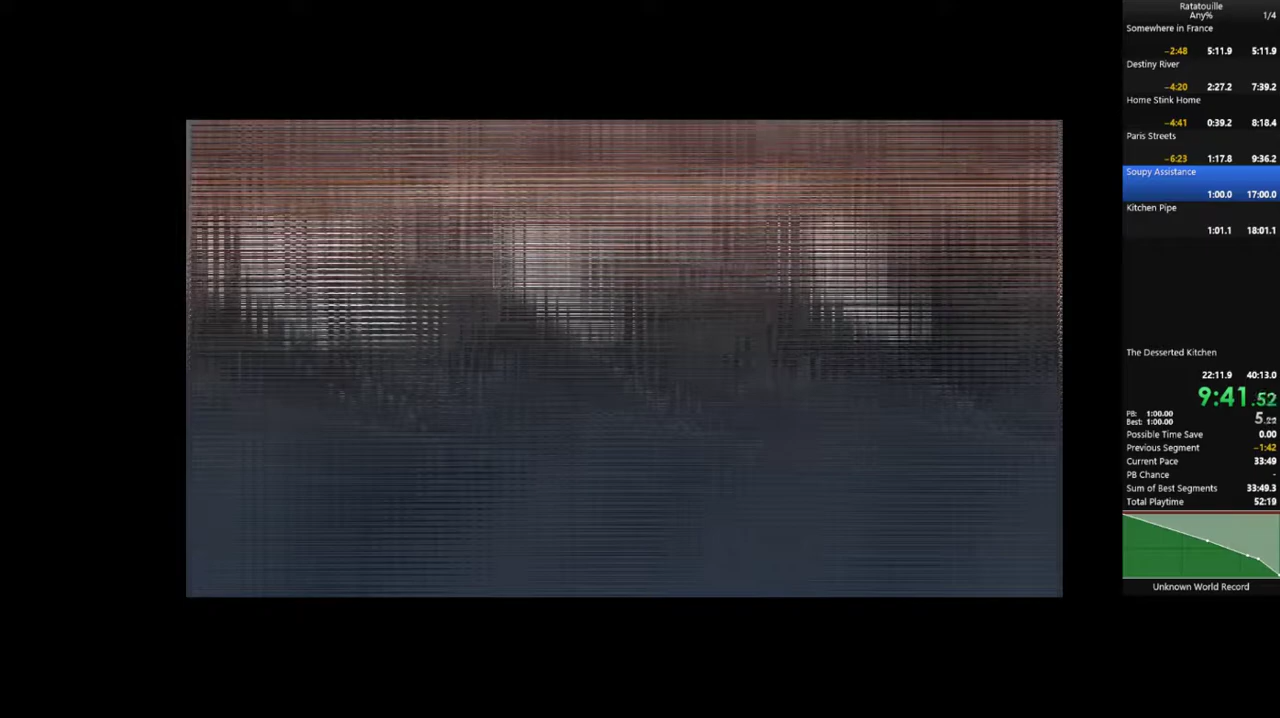 Ratatouille
Any% 1/4
Somewhere in France
−2:48 5:11.9 5:11.9
Destiny River
−4:20 2:27.2 7:39.2
Home Stink Home
−4:41 0:39.2 8:18.4
Paris Streets
−6:23 1:17.8 9:36.2
Soupy Assistance
1:00.0 17:00.0
Kitchen Pipe
1:01.1 18:01.1
The Desserted Kitchen
22:11.9 40:13.0
9:41.52
PB: 1:00.00
Best: 1:00.00 5.22
Possible Time Save 0.00
Previous Segment −1:42
Current Pace 33:49
PB Chance -
Sum of Best Segments 33:49.3
Total Playtime 52:19
Unknown World Record